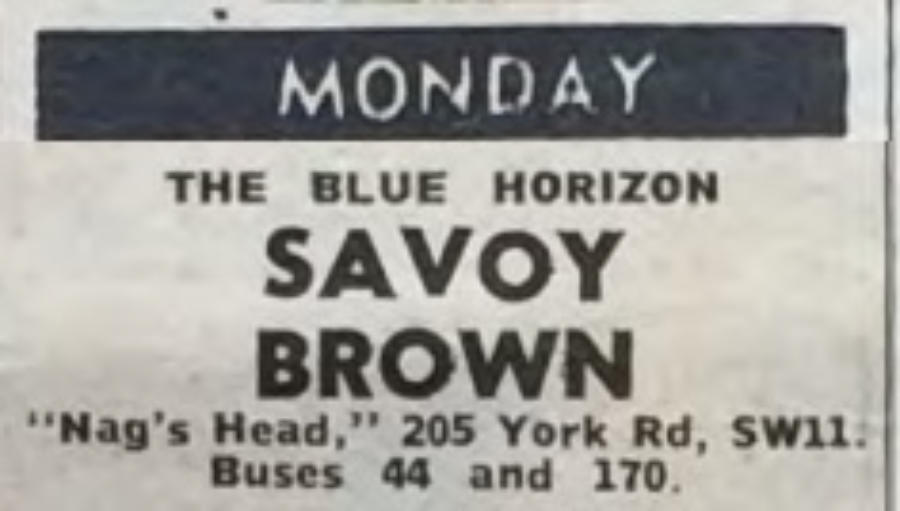 MONDAY
THE BLUE HORIZON
SAVOY
BROWN
"Nag's Head," 205 York Rd, SW11.
Buses 44 and 170.